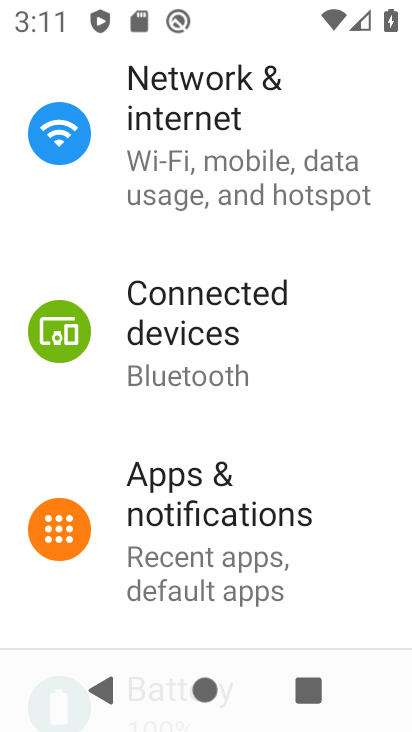 3:11
Network &
internet
Wi-Fi, mobile, data
usage, and hotspot
Connected
devices
Bluetooth
Apps &
notifications
Recent apps,
default apps
Battery
100%